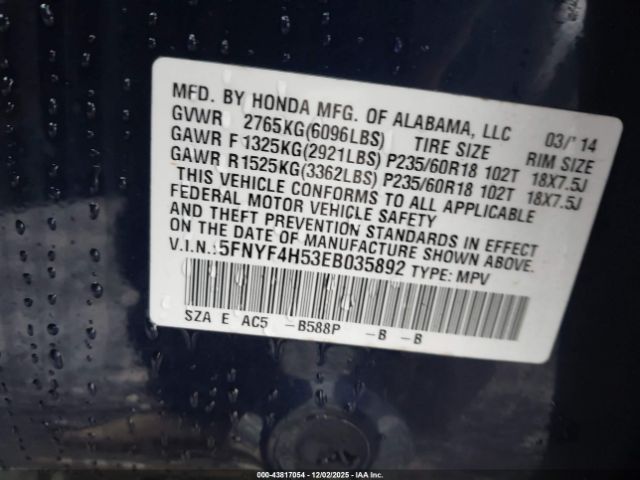 MFD. BY HONDA MFG. OF ALABAMA, LLC 03/'14
GVWR 2765KG(6096LBS) TIRE SIZE RIM SIZE
GAWR F 1325KG(2921LBS) P235/60R18 102T 18X7.5J
GAWR R1525KG(3362LBS) P235/60R18 102T 18X7.5J
THIS VEHICLE CONFORMS TO ALL APPLICABLE
FEDERAL MOTOR VEHICLE SAFETY
AND THEFT PREVENTION STANDARDS IN EFFECT
ON THE DATE OF MANUFACTURE SHOWN ABOVE.
V.I.N.: 5FNYF4H53EB035892 TYPE: MPV
SZA E AC5 -B588P -B -B
000-43817054 - 12/02/2025 - IAAI.com